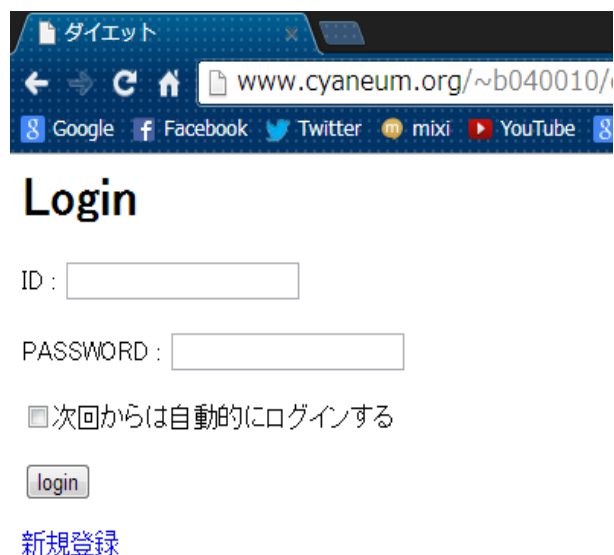 ダイエット
www.cyaneum.org/~b040010/
Google Facebook Twitter mixi YouTube
Login
ID :
PASSWORD :
次回からは自動的にログインする
login
新規登録